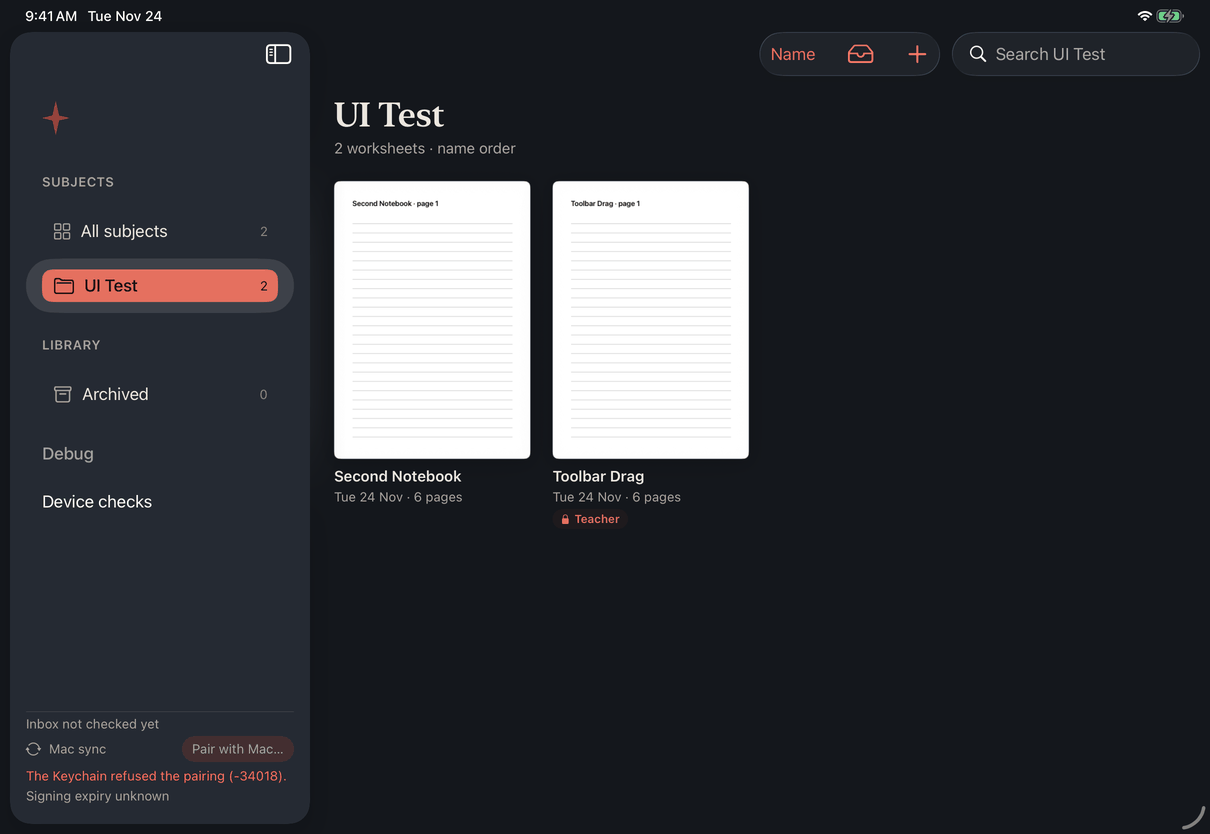 9:41 AM Tue Nov 24
SUBJECTS
All subjects 2
UI Test 2
LIBRARY
Archived 0
Debug
Device checks
Inbox not checked yet
Mac sync Pair with Mac...
The Keychain refused the pairing (-34018).
Signing expiry unknown
Name Search UI Test
UI Test
2 worksheets · name order
Second Notebook · page 1
Second Notebook
Tue 24 Nov · 6 pages
Toolbar Drag · page 1
Toolbar Drag
Tue 24 Nov · 6 pages
Teacher